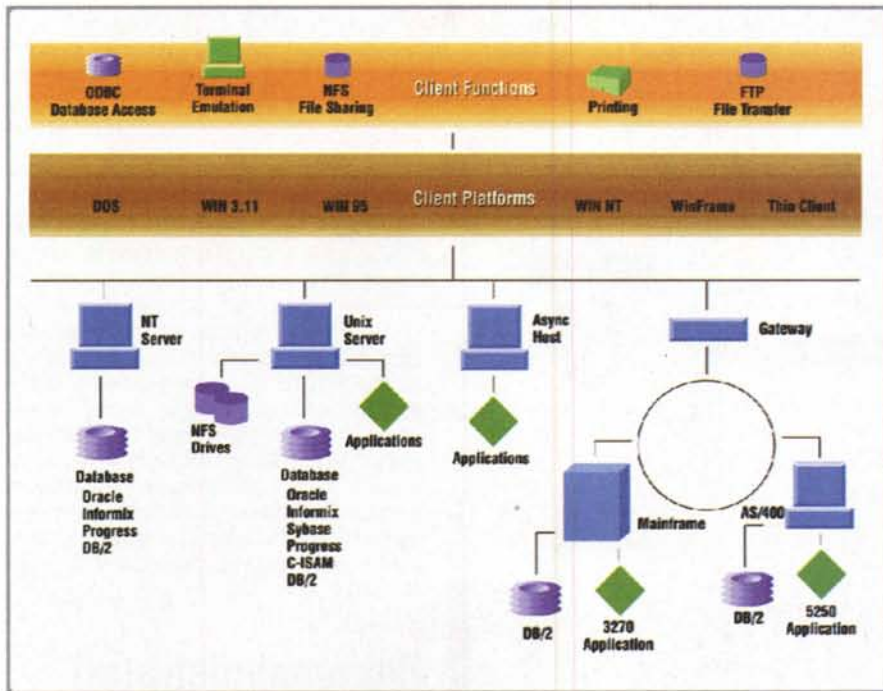 ODBC
Database Access
Terminal
Emulation
NFS
File Sharing
Client Functions
Printing
FTP
File Transfer
DOS
WIN 3.11
WIN 95
Client Platforms
WIN NT
WinFrame
Thin Client
NT
Server
Unix
Server
Async
Host
Gateway
NFS
Drives
Applications
Applications
Database
Oracle
Informix
Progress
DB/2
Database
Oracle
Informix
Sybase
Progress
C-ISAM
DB/2
Mainframe
AS/400
DB/2
3270
Application
DB/2
5250
Application